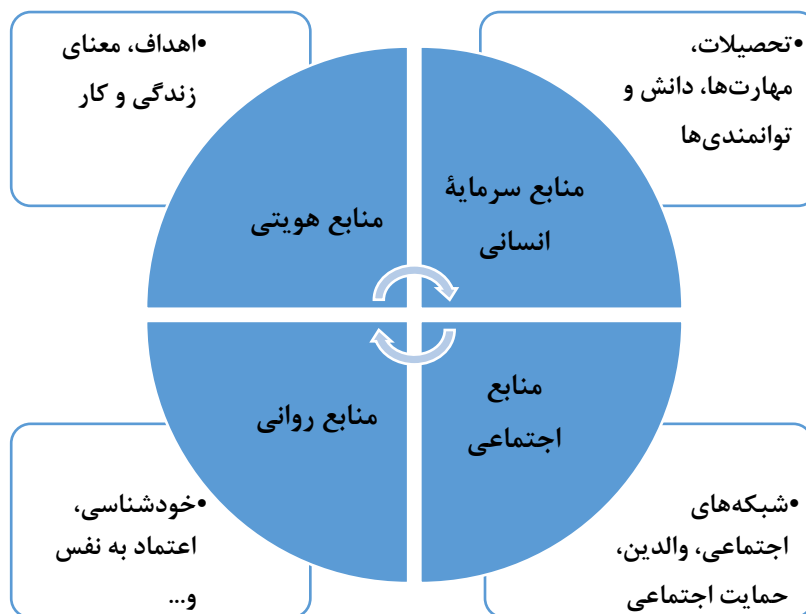 •تحصیلات،
مهارت‌ها، دانش و
توانمندی‌ها
•اهداف، معنای
زندگی و کار
منابع سرمایهٔ
انسانی
منابع هویتی
منابع
اجتماعی
منابع روانی
•شبکه‌های
اجتماعی، والدین،
حمایت اجتماعی
•خودشناسی،
اعتماد به نفس
و...